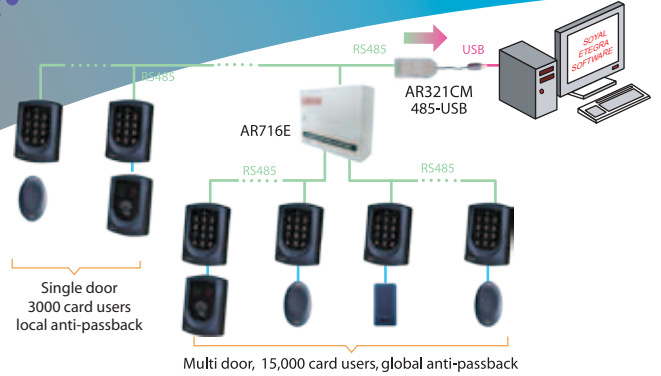 RS485
USB
SOYAL
ETEGRA
SOFTWARE
RS485
AR321CM
485-USB
AR716E
RS485
RS485
Single door
3000 card users
local anti-passback
Multi door, 15,000 card users, global anti-passback